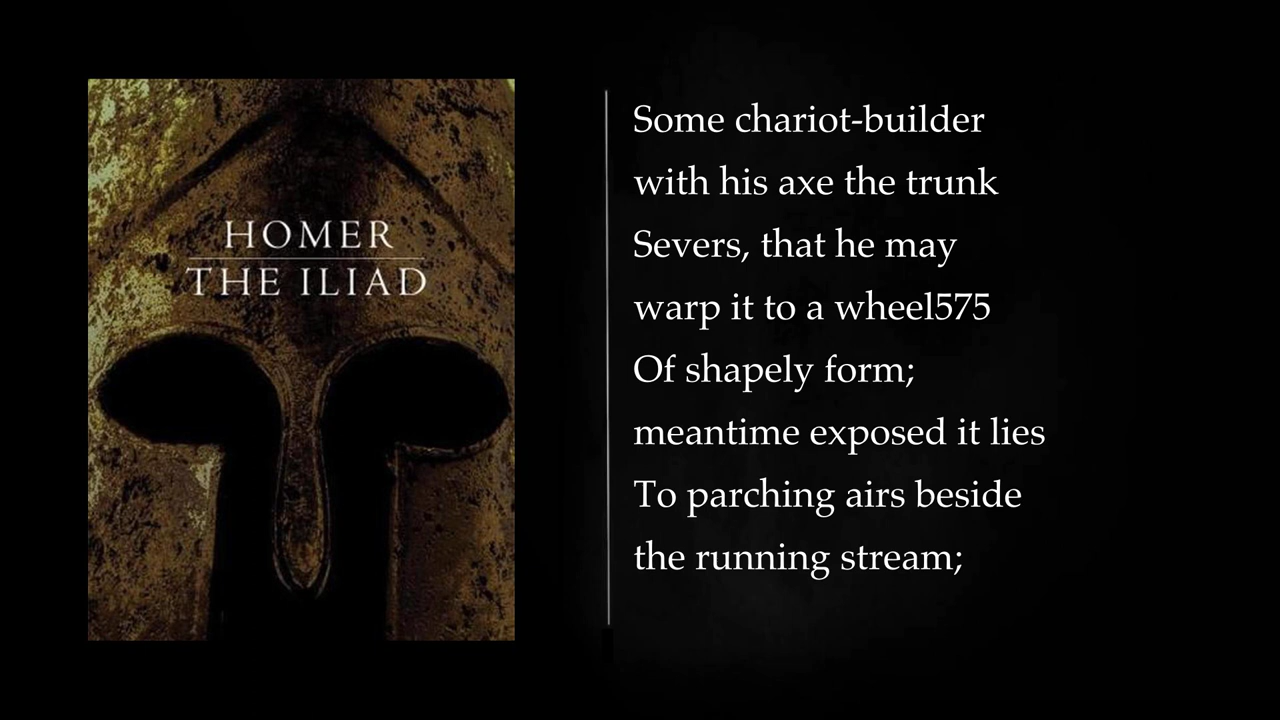 HOMER
THE ILIAD
Some chariot-builder
with his axe the trunk
Severs, that he may
warp it to a wheel575
Of shapely form;
meantime exposed it lies
To parching airs beside
the running stream;